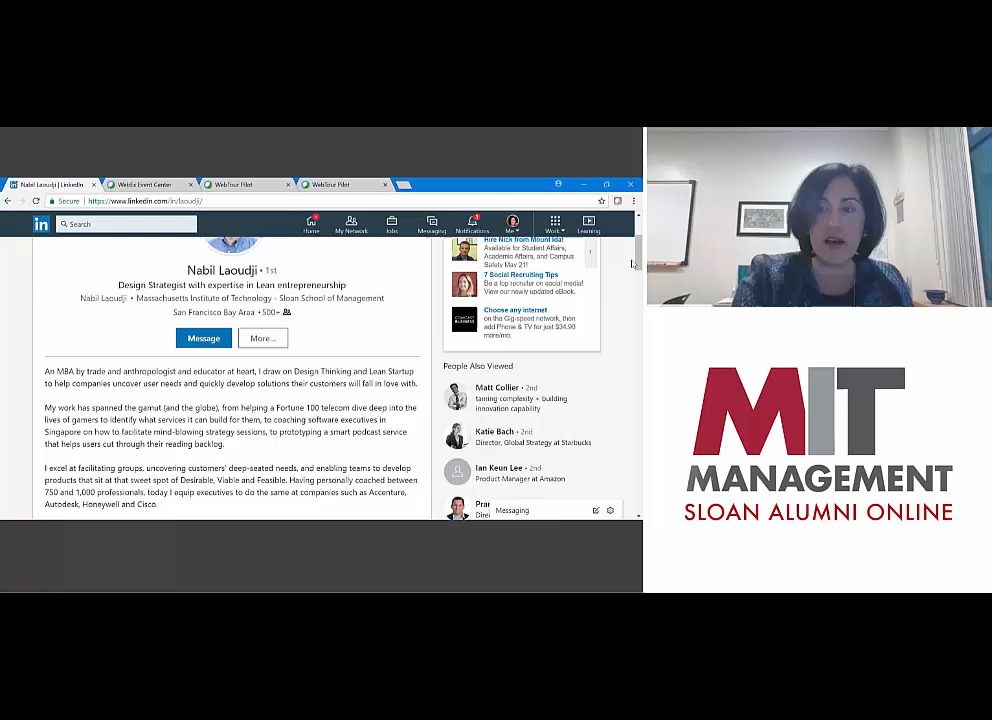 Nabil Laoudji | LinkedIn
WebEx Event Center
WebTour Pilot
WebTour Pilot
Secure
https://www.linkedin.com/in/laoudji/
in
Search
Home
My Network
Jobs
Messaging
Notifications
Me
Work
Learning
Nabil Laoudji • 1st
Design Strategist with expertise in Lean entrepreneurship
Nabil Laoudji • Massachusetts Institute of Technology - Sloan School of Management
San Francisco Bay Area • 500+
Message
More...
An MBA by trade and anthropologist and educator at heart, I draw on Design Thinking and Lean Startup
to help companies uncover user needs and quickly develop solutions their customers will fall in love with.
My work has spanned the gamut (and the globe), from helping a Fortune 100 telecom dive deep into the
lives of gamers to identify what services it can build for them, to coaching software executives in
Singapore on how to facilitate mind-blowing strategy sessions, to prototyping a smart podcast service
that helps users cut through their reading backlog.
I excel at facilitating groups, uncovering customers' deep-seated needs, and enabling teams to develop
products that sit at that sweet spot of Desirable, Viable and Feasible. Having personally coached between
750 and 1,000 professionals, today I equip executives to do the same at companies such as Accenture,
Autodesk, Honeywell and Cisco.
Hire Nick from Mount Ida!
Available for Student Affairs,
Academic Affairs, and Campus
Safety May 21!
7 Social Recruiting Tips
Be a top recruiter on social media!
View our newly updated eBook.
COMCAST
BUSINESS
Choose any internet
on the Gig-speed network, then
add Phone & TV for just $34.90
more/mo.
People Also Viewed
Matt Collier • 2nd
taming complexity + building
innovation capability
Katie Bach • 2nd
Director, Global Strategy at Starbucks
Ian Keun Lee • 2nd
Product Manager at Amazon
Pra
Dire
Messaging
MIT
MANAGEMENT
SLOAN ALUMNI ONLINE